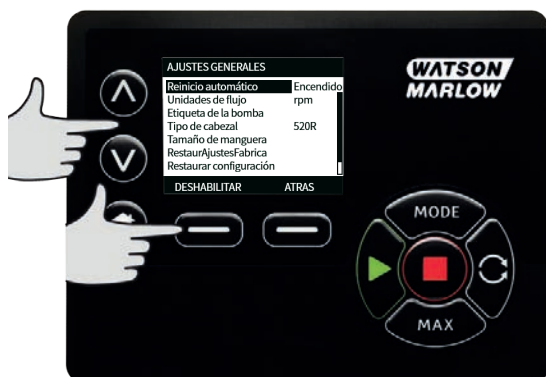 AJUSTES GENERALES
Reinicio automático Encendido
Unidades de flujo rpm
Etiqueta de la bomba
Tipo de cabezal 520R
Tamaño de manguera
RestaurAjustesFabrica
Restaurar configuración
DESHABILITAR ATRAS
WATSON
MARLOW
MODE
MAX